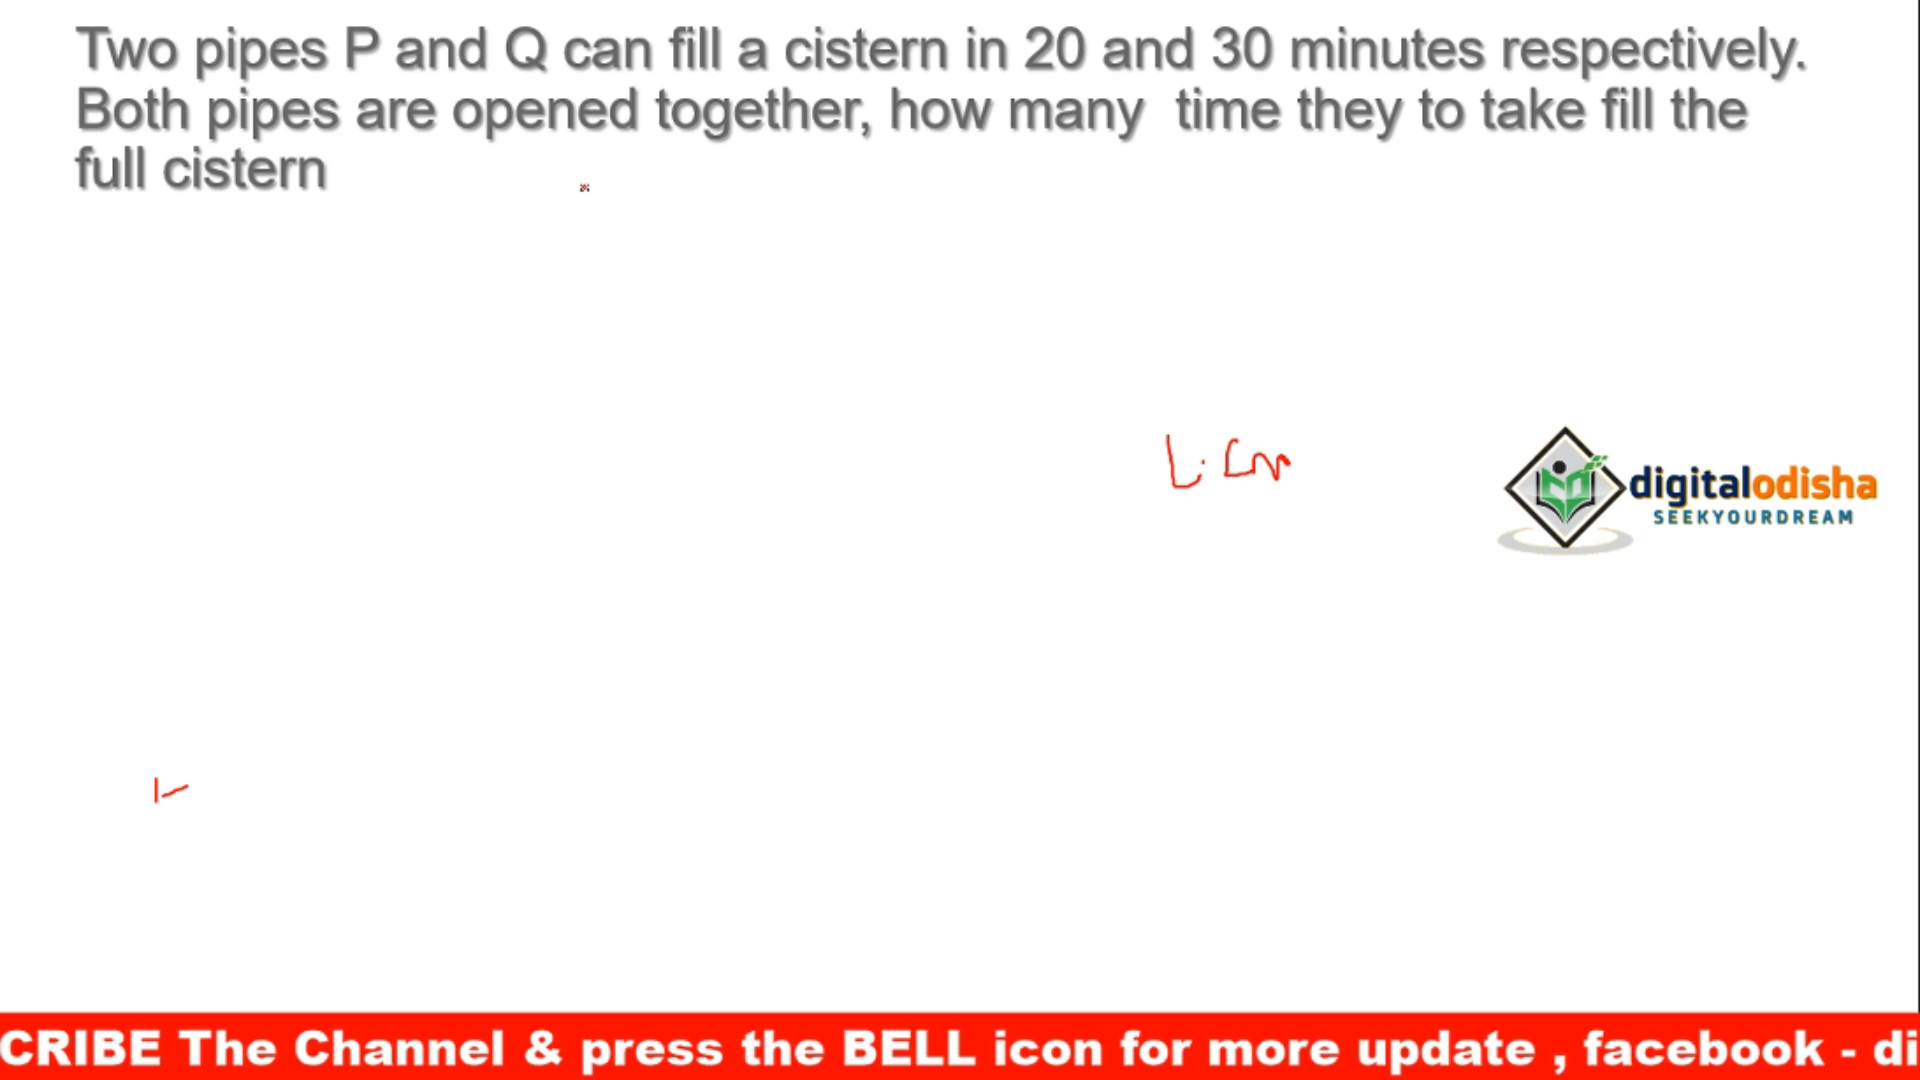 Two pipes P and Q can fill a cistern in 20 and 30 minutes respectively.
Both pipes are opened together, how many time they to take fill the
full cistern
L.Cm
digitalodisha
SEEKYOURDREAM
CRIBE The Channel & press the BELL icon for more update , facebook - di